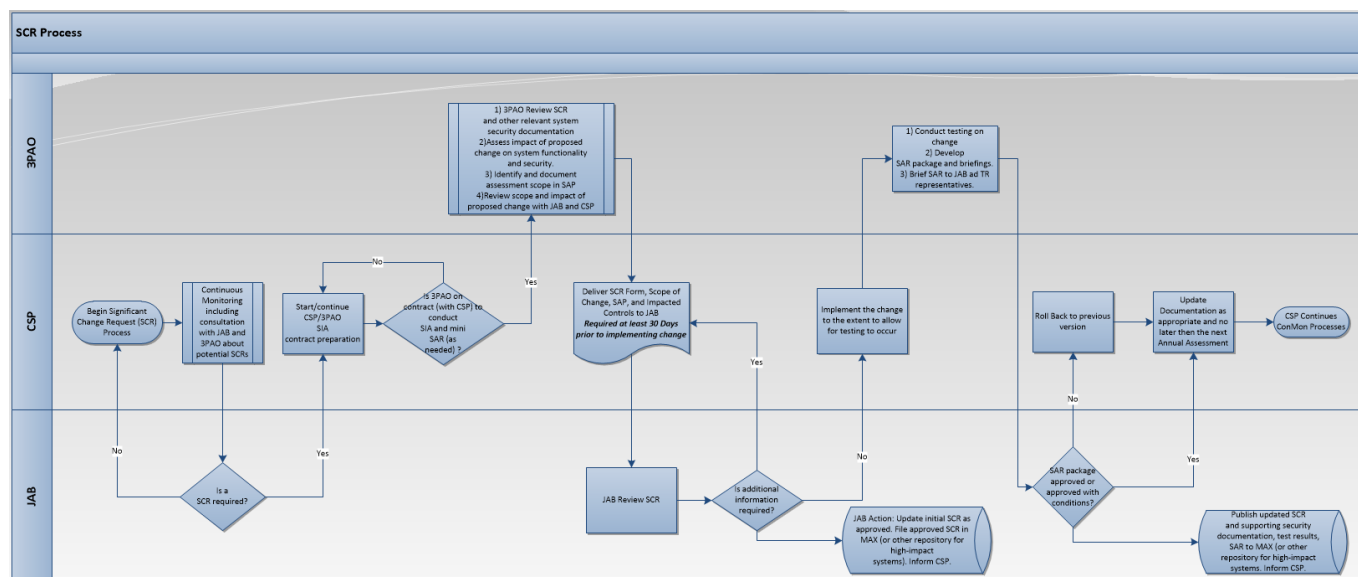 SCR Process
3PAO
1) 3PAO Review SCR
and other relevant system
security documentation
2)Assess impact of proposed
change on system functionality
and security.
3) Identify and document
assessment scope in SAP
4)Review scope and impact of
proposed change with JAB and CSP
1) Conduct testing on
change
2) Develop
SAR package and briefings.
3) Brief SAR to JAB ad TR
representatives.
CSP
Begin Significant
Change Request (SCR)
Process
Continuous
Monitoring
including
consultation
with JAB and
3PAO about
potential SCRs
No
Start/continue
CSP/3PAO
SIA
contract preparation
Is 3PAO on
contract (with CSP) to
conduct
SIA and mini
SAR (as
needed) ?
Yes
Deliver SCR Form, Scope of
Change, SAP, and Impacted
Controls to JAB
Required at least 30 Days
prior to implementing change
Yes
Implement the change
to the extent to allow
for testing to occur
Roll Back to previous
version
No
Update
Documentation as
appropriate and no
later then the next
Annual Assessment
CSP Continues
ConMon Processes
JAB
No
Is a
SCR required?
Yes
JAB Review SCR
Is additional
information
required?
No
JAB Action: Update initial SCR as
approved. File approved SCR in
MAX (or other repository for
high-impact
systems). Inform CSP.
SAR package
approved or
approved with
conditions?
Yes
Publish updated SCR
and supporting security
documentation, test results,
SAR to MAX (or other
repository for high-impact
systems. Inform CSP.